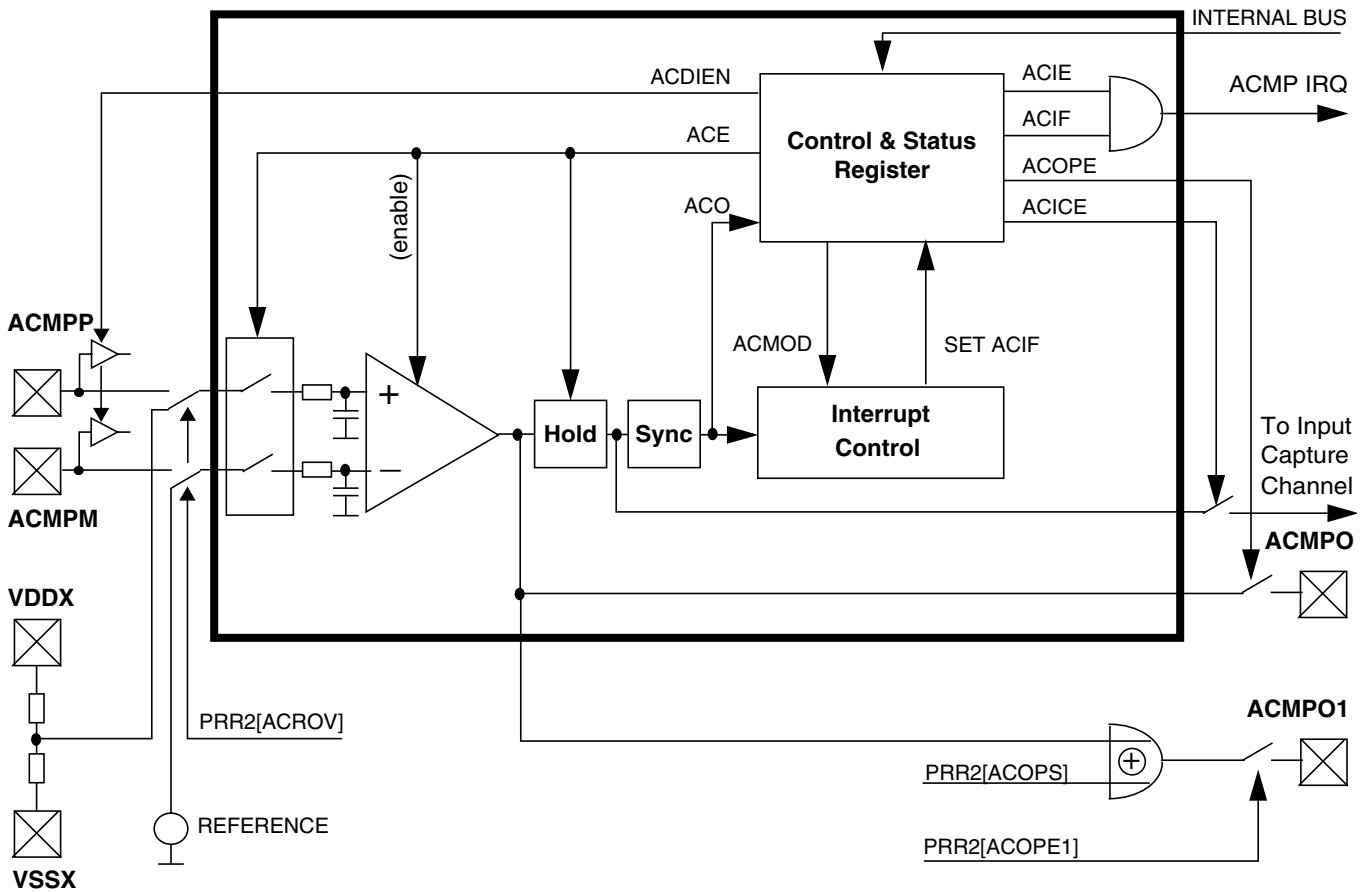 INTERNAL BUS
ACDIEN
ACIE
ACMP IRQ
ACE
Control & Status
Register
ACIF
(enable)
ACOPE
ACO
ACICE
ACMPP
ACMOD
SET ACIF
+
Hold
Sync
Interrupt
Control
To Input
Capture
Channel
−
ACMPM
ACMPO
VDDX
PRR2[ACROV]
ACMPO1
+
PRR2[ACOPS]
REFERENCE
PRR2[ACOPE1]
VSSX